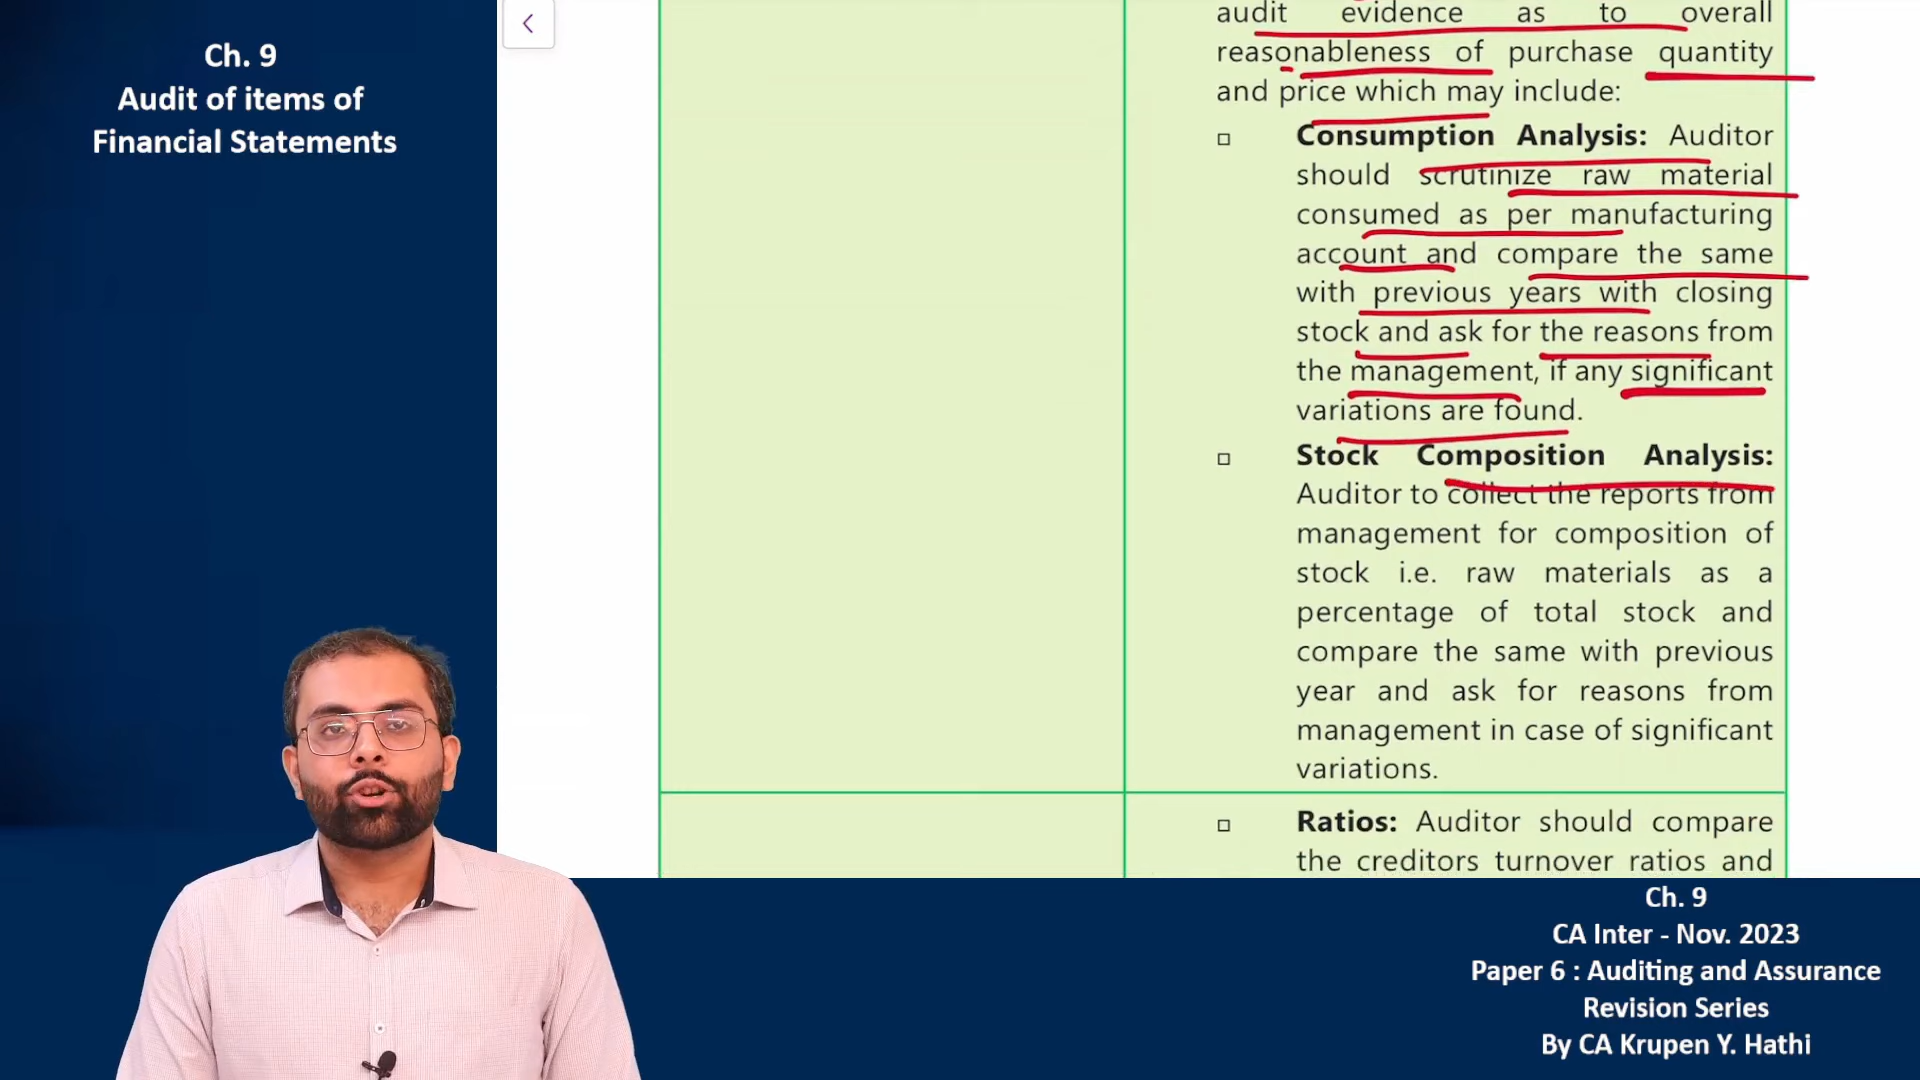 Ch. 9
Audit of items of
Financial Statements
audit evidence as to overall
reasonableness of purchase quantity
and price which may include:
Consumption Analysis: Auditor
should scrutinize raw material
consumed as per manufacturing
account and compare the same
with previous years with closing
stock and ask for the reasons from
the management, if any significant
variations are found.
Stock Composition Analysis:
Auditor to collect the reports from
management for composition of
stock i.e. raw materials as a
percentage of total stock and
compare the same with previous
year and ask for reasons from
management in case of significant
variations.
Ratios: Auditor should compare
the creditors turnover ratios and
Ch. 9
CA Inter - Nov. 2023
Paper 6 : Auditing and Assurance
Revision Series
By CA Krupen Y. Hathi